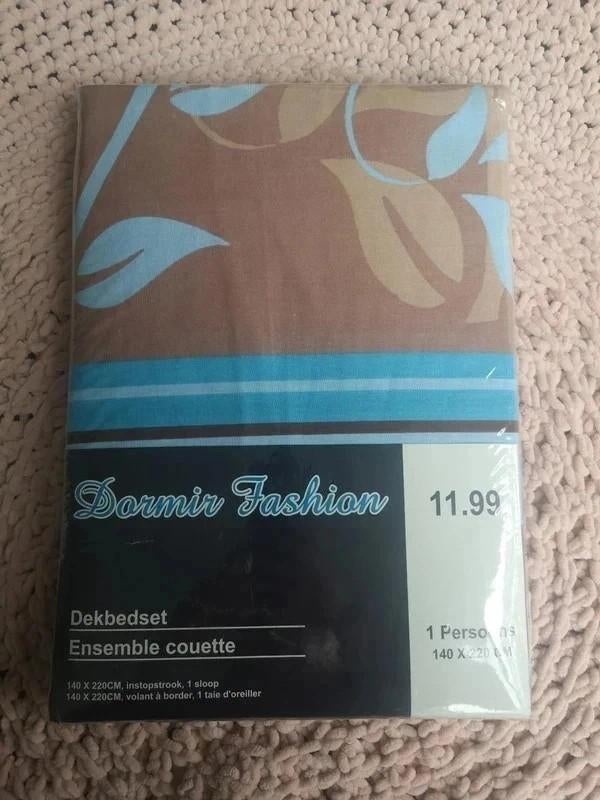 Dormir Fashion
11.99
Dekbedset
Ensemble couette
1 Persoons
140 X 220 CM
140 X 220CM, instopstrook, 1 sloop
140 X 220CM, volant à border, 1 taie d'oreiller